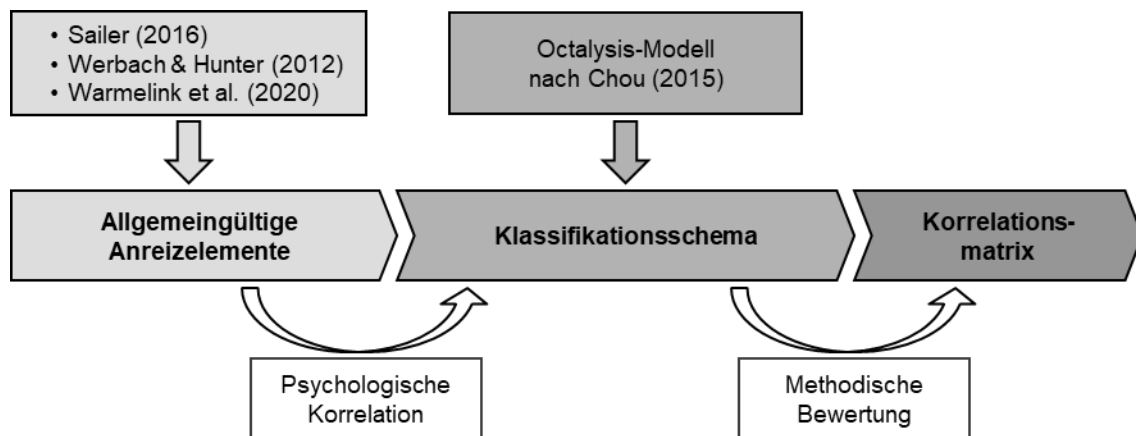 • Sailer (2016)
• Werbach & Hunter (2012)
• Warmelink et al. (2020)
Octalysis-Modell
nach Chou (2015)
Allgemeingültige
Anreizelemente
Klassifikationsschema
Korrelations-
matrix
Psychologische
Korrelation
Methodische
Bewertung